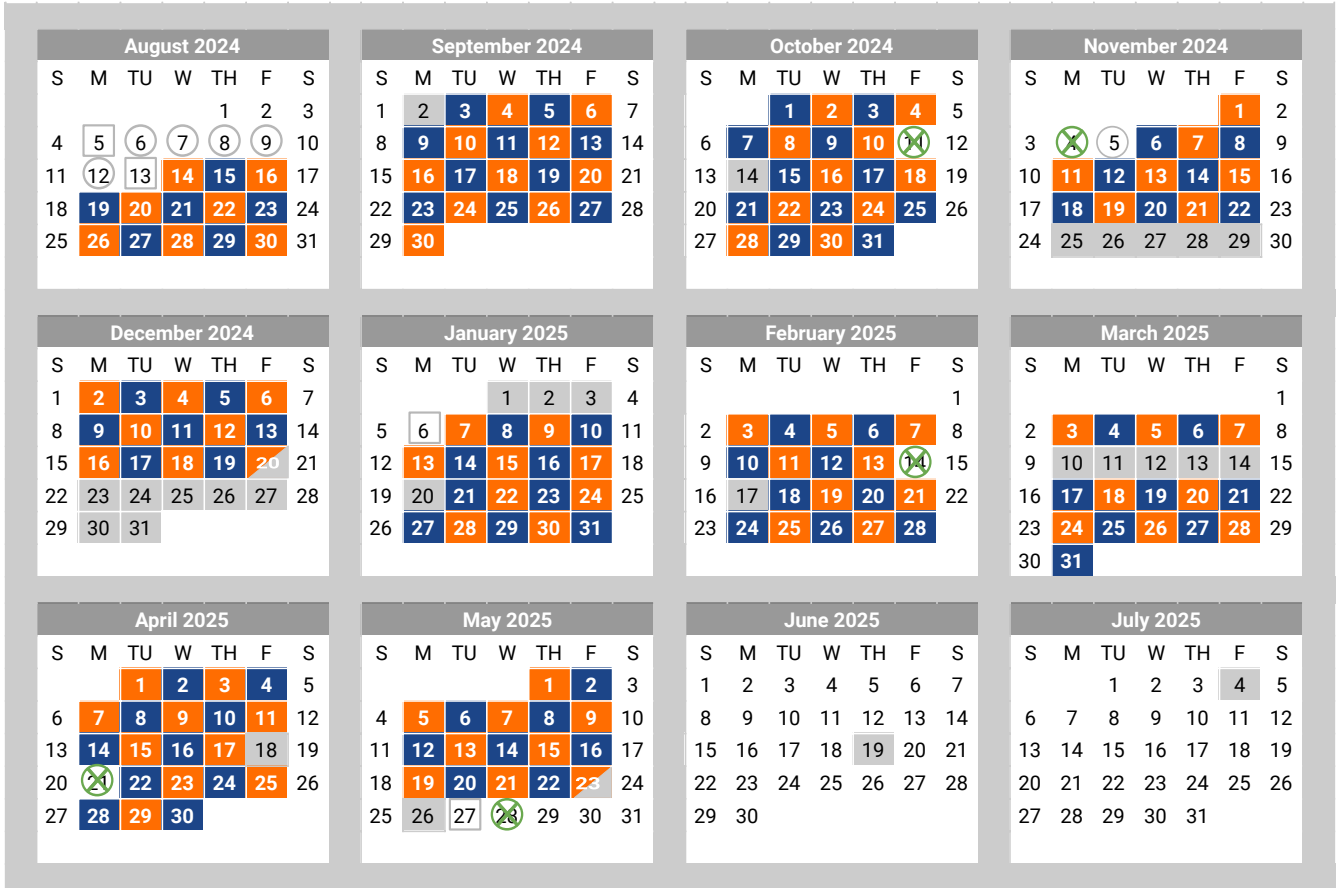 August 2024
S M TU W TH F S
1 2 3
4 5 6 7 8 9 10
11 12 13 14 15 16 17
18 19 20 21 22 23 24
25 26 27 28 29 30 31
September 2024
S M TU W TH F S
1 2 3 4 5 6 7
8 9 10 11 12 13 14
15 16 17 18 19 20 21
22 23 24 25 26 27 28
29 30
October 2024
S M TU W TH F S
1 2 3 4 5
6 7 8 9 10 11 12
13 14 15 16 17 18 19
20 21 22 23 24 25 26
27 28 29 30 31
November 2024
S M TU W TH F S
1 2
3 4 5 6 7 8 9
10 11 12 13 14 15 16
17 18 19 20 21 22 23
24 25 26 27 28 29 30
December 2024
S M TU W TH F S
1 2 3 4 5 6 7
8 9 10 11 12 13 14
15 16 17 18 19 20 21
22 23 24 25 26 27 28
29 30 31
January 2025
S M TU W TH F S
1 2 3 4
5 6 7 8 9 10 11
12 13 14 15 16 17 18
19 20 21 22 23 24 25
26 27 28 29 30 31
February 2025
S M TU W TH F S
1
2 3 4 5 6 7 8
9 10 11 12 13 14 15
16 17 18 19 20 21 22
23 24 25 26 27 28
March 2025
S M TU W TH F S
1
2 3 4 5 6 7 8
9 10 11 12 13 14 15
16 17 18 19 20 21 22
23 24 25 26 27 28 29
30 31
April 2025
S M TU W TH F S
1 2 3 4 5
6 7 8 9 10 11 12
13 14 15 16 17 18 19
20 21 22 23 24 25 26
27 28 29 30
May 2025
S M TU W TH F S
1 2 3
4 5 6 7 8 9 10
11 12 13 14 15 16 17
18 19 20 21 22 23 24
25 26 27 28 29 30 31
June 2025
S M TU W TH F S
1 2 3 4 5 6 7
8 9 10 11 12 13 14
15 16 17 18 19 20 21
22 23 24 25 26 27 28
29 30
July 2025
S M TU W TH F S
1 2 3 4 5
6 7 8 9 10 11 12
13 14 15 16 17 18 19
20 21 22 23 24 25 26
27 28 29 30 31